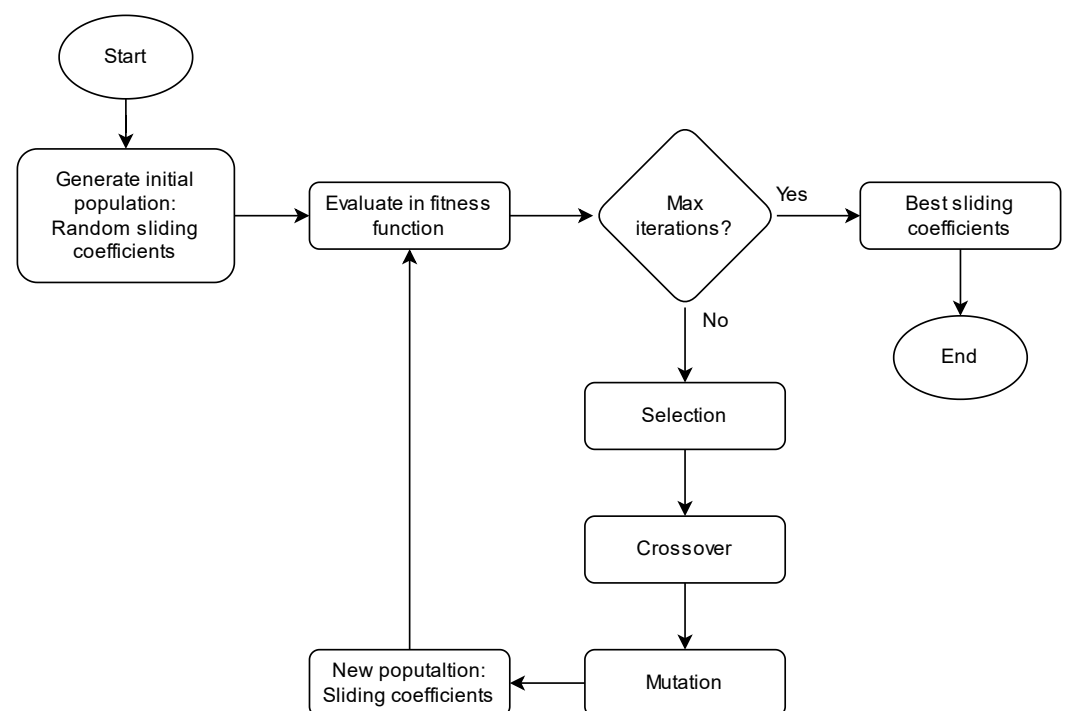 Start
Generate initial
population:
Random sliding
coefficients
Evaluate in fitness
function
Max
iterations?
Yes
Best sliding
coefficients
End
No
Selection
Crossover
Mutation
New poputaltion:
Sliding coefficients